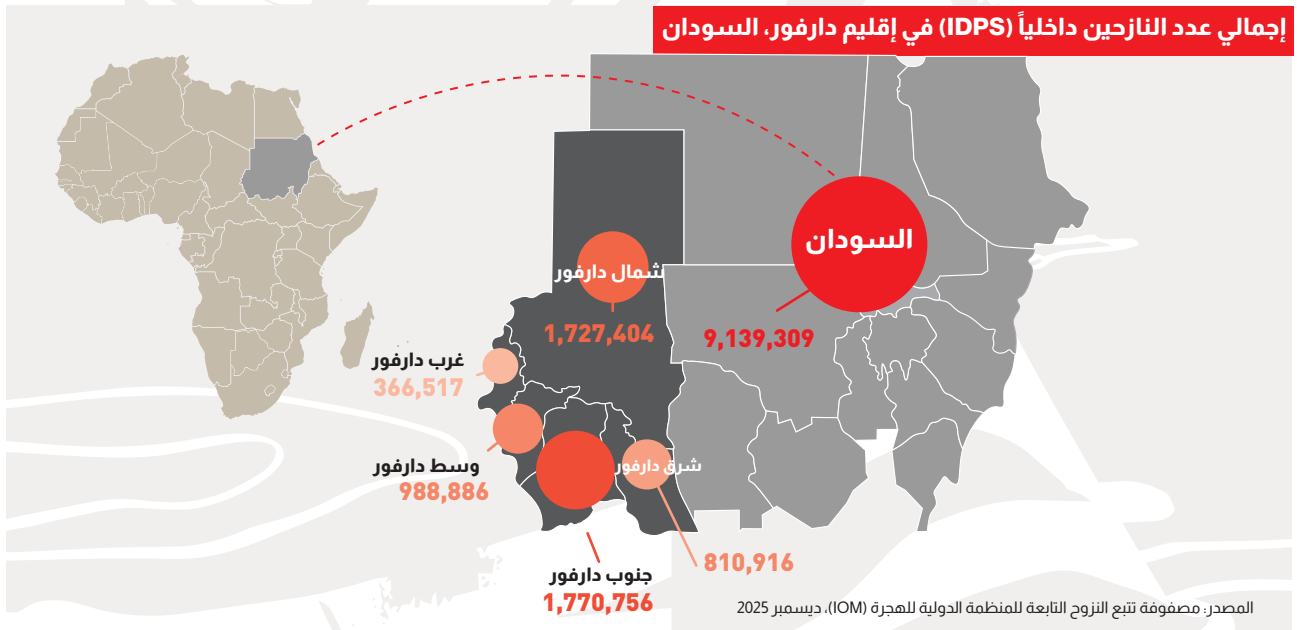 إجمالي عدد النازحين داخلياً (IDPS) في إقليم دارفور، السودان
السودان
9,139,309
شمال دارفور
1,727,404
غرب دارفور
366,517
وسط دارفور
988,886
شرق دارفور
810,916
جنوب دارفور
1,770,756
المصدر: مصفوفة تتبع النزوح التابعة للمنظمة الدولية للهجرة (IOM)، ديسمبر 2025